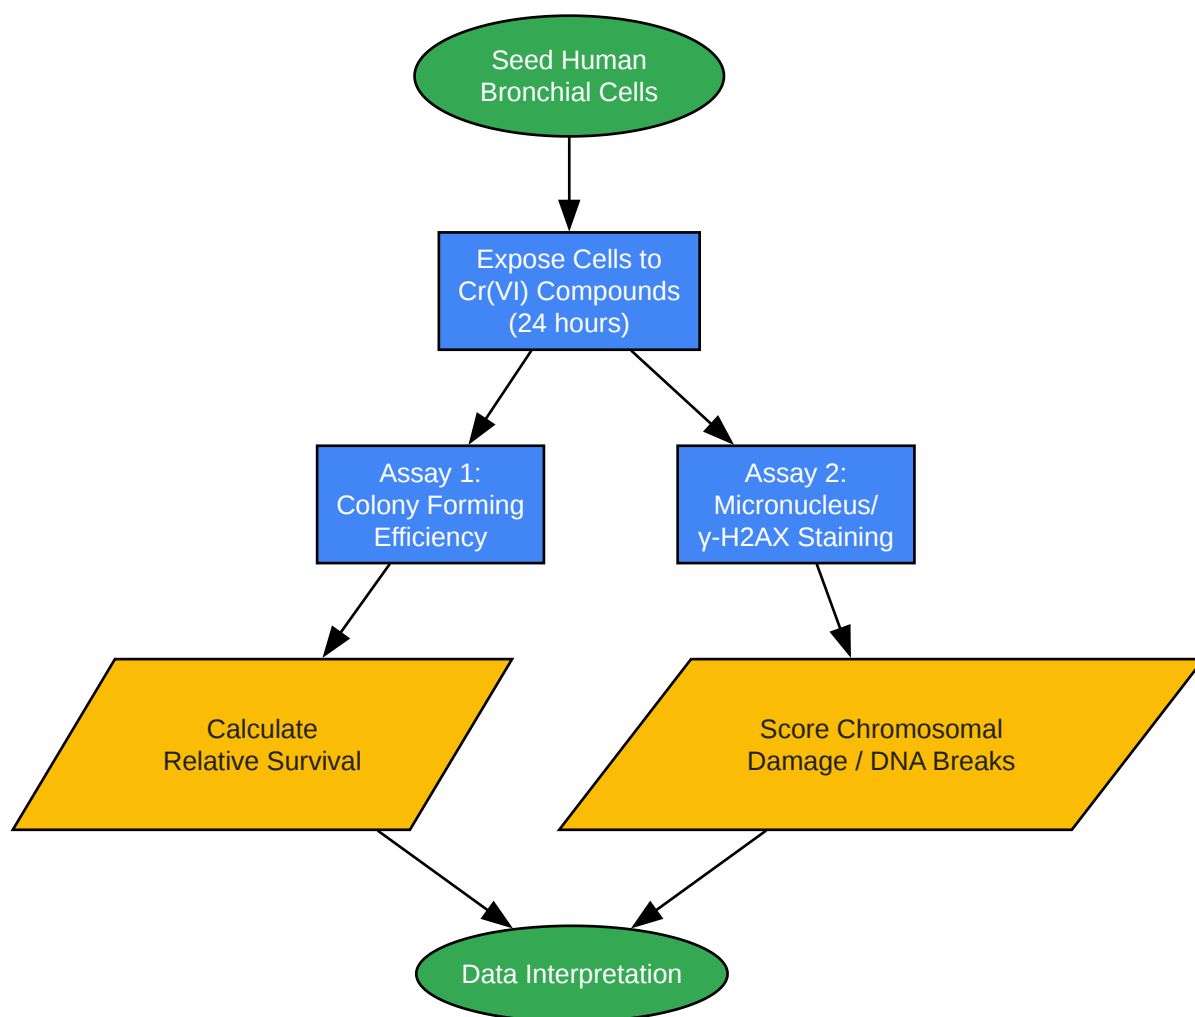 Seed Human
Bronchial Cells
Expose Cells to
Cr(VI) Compounds
(24 hours)
Assay 1:
Colony Forming
Efficiency
Assay 2:
Micronucleus/
γ-H2AX Staining
Calculate
Relative Survival
Score Chromosomal
Damage / DNA Breaks
Data Interpretation